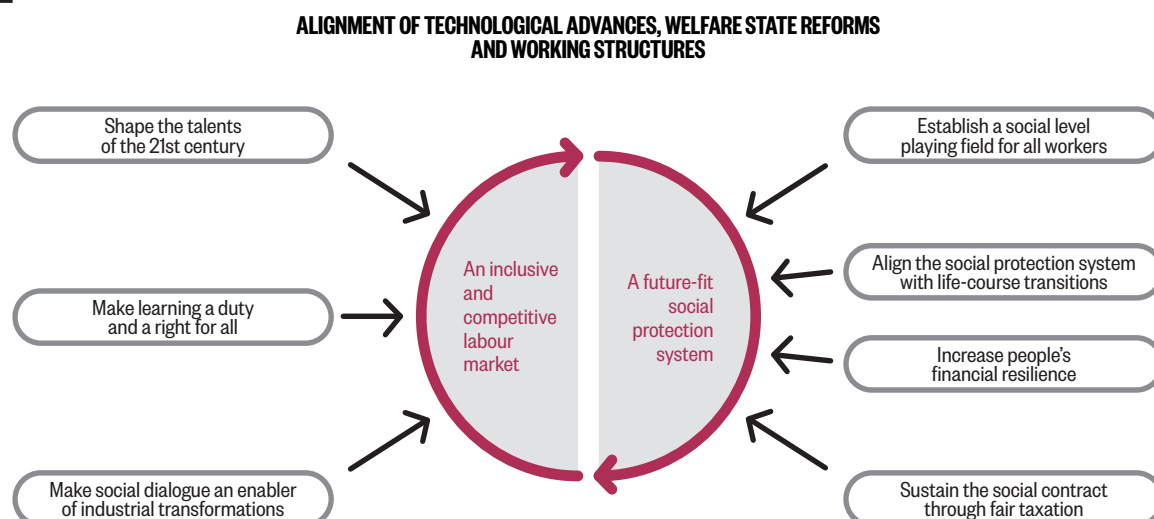 ALIGNMENT OF TECHNOLOGICAL ADVANCES, WELFARE STATE REFORMS
AND WORKING STRUCTURES
Shape the talents
of the 21st century
Make learning a duty
and a right for all
Make social dialogue an enabler
of industrial transformations
An inclusive
and
competitive
labour
market
A future-fit
social
protection
system
Establish a social level
playing field for all workers
Align the social protection system
with life-course transitions
Increase people's
financial resilience
Sustain the social contract
through fair taxation